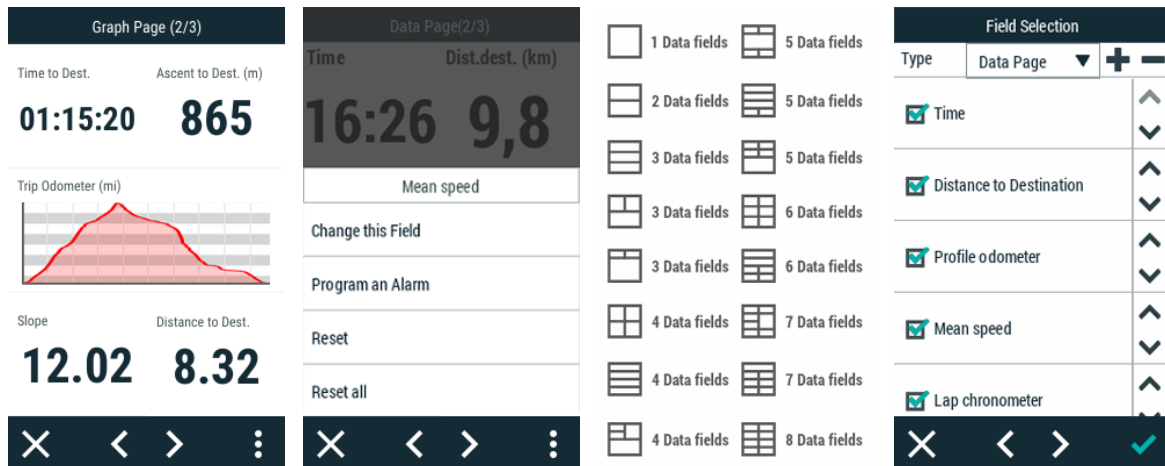 Graph Page (2/3)
Time to Dest. Ascent to Dest. (m)
01:15:20 865
Trip Odometer (mi)
Slope Distance to Dest.
12.02 8.32
Data Page(2/3)
Time Dist.dest. (km)
16:26 9,8
Mean speed
Change this Field
Program an Alarm
Reset
Reset all
1 Data fields 5 Data fields
2 Data fields 5 Data fields
3 Data fields 5 Data fields
3 Data fields 6 Data fields
3 Data fields 6 Data fields
4 Data fields 7 Data fields
4 Data fields 7 Data fields
4 Data fields 8 Data fields
Field Selection
Type Data Page
Time
Distance to Destination
Profile odometer
Mean speed
Lap chronometer